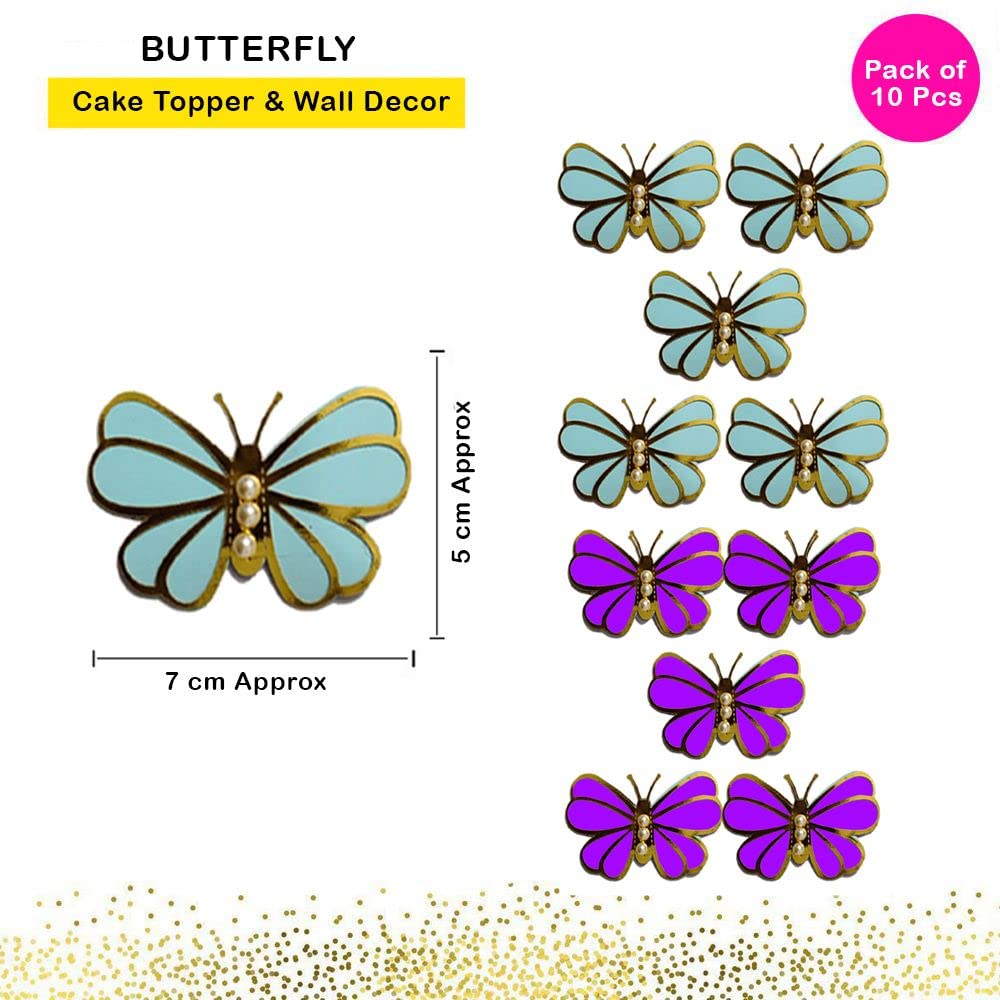 BUTTERFLY
Cake Topper & Wall Decor
Pack of
10 Pcs
5 cm Approx
7 cm Approx